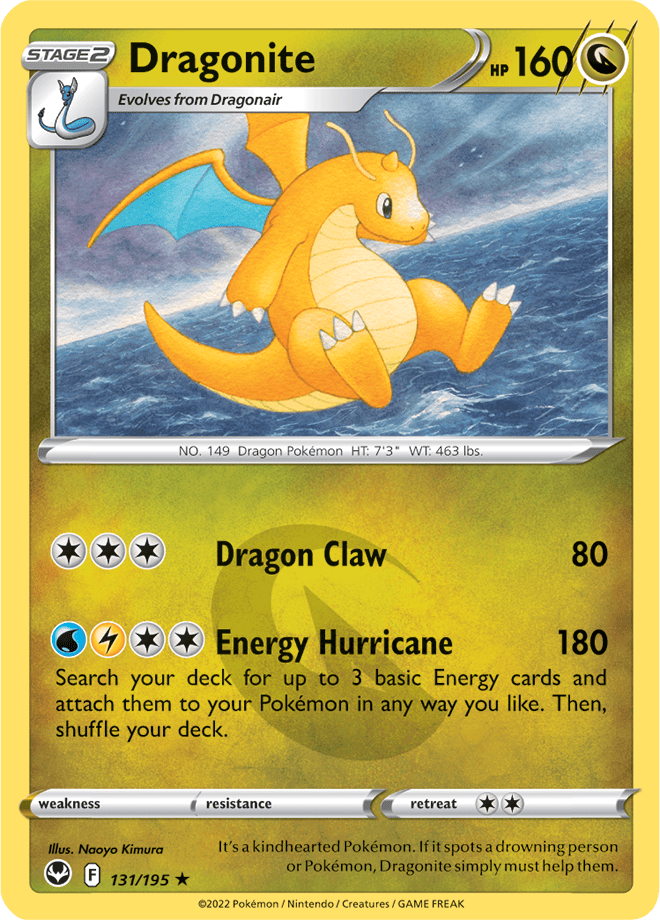 STAGE2
Dragonite
HP 160
Evolves from Dragonair
NO. 149 Dragon Pokémon HT: 7'3" WT: 463 lbs.
Dragon Claw 80
Energy Hurricane 180
Search your deck for up to 3 basic Energy cards and
attach them to your Pokémon in any way you like. Then,
shuffle your deck.
weakness resistance retreat
Illus. Naoyo Kimura
It's a kindhearted Pokémon. If it spots a drowning person
or Pokémon, Dragonite simply must help them.
F 131/195 ★
©2022 Pokémon / Nintendo / Creatures / GAME FREAK